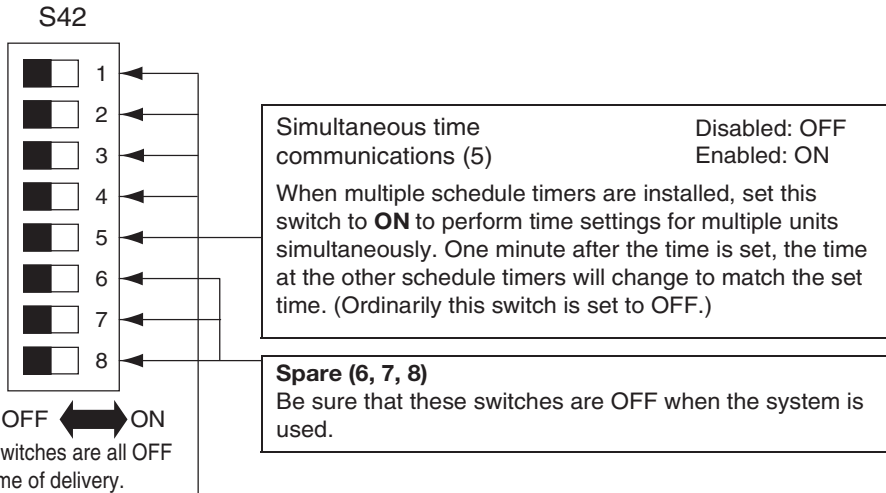 S42
1
2
3
4
5
6
7
8
OFF ON
witches are all OFF
me of delivery.
Simultaneous time Disabled: OFF
communications (5) Enabled: ON
When multiple schedule timers are installed, set this
switch to ON to perform time settings for multiple units
simultaneously. One minute after the time is set, the time
at the other schedule timers will change to match the set
time. (Ordinarily this switch is set to OFF.)
Spare (6, 7, 8)
Be sure that these switches are OFF when the system is
used.